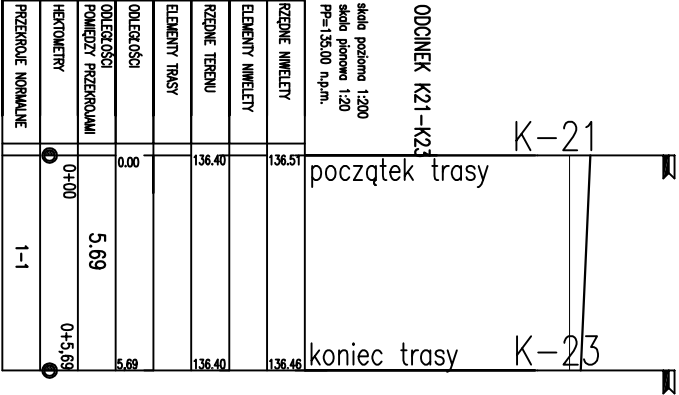 ODCINEK K21-K23
skala pozioma 1:200
skala pionowa 1:20
PP=135.00 n.p.m.
K-21
początek trasy
K-23
koniec trasy
RZĘDNE NIWELETY
136.51
136.46
ELEMENTY NIWELETY
RZĘDNE TERENU
136.40
136.40
ELEMENTY TRASY
ODLEGŁOŚCI
0.00
5.69
ODLEGŁOŚCI
POMIĘDZY PRZEKROJAMI
5.69
HEKTOMETRY
0+00
0+5,69
PRZEKROJE NORMALNE
1-1